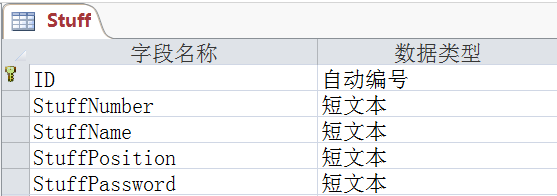 Stuff
字段名称 数据类型
ID 自动编号
StuffNumber 短文本
StuffName 短文本
StuffPosition 短文本
StuffPassword 短文本